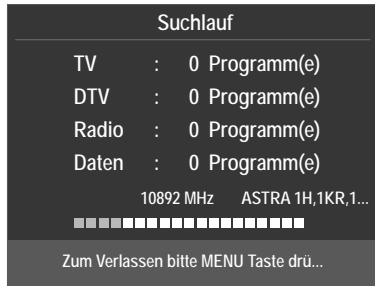 Suchlauf
TV : 0 Programm(e)
DTV : 0 Programm(e)
Radio : 0 Programm(e)
Daten : 0 Programm(e)
10892 MHz ASTRA 1H,1KR,1...
Zum Verlassen bitte MENU Taste drü...